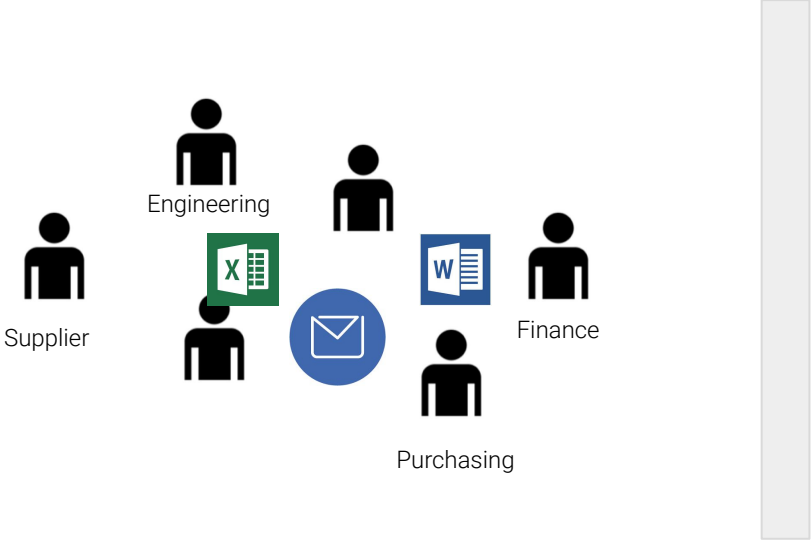 Engineering
X
W
Supplier
Finance
Purchasing